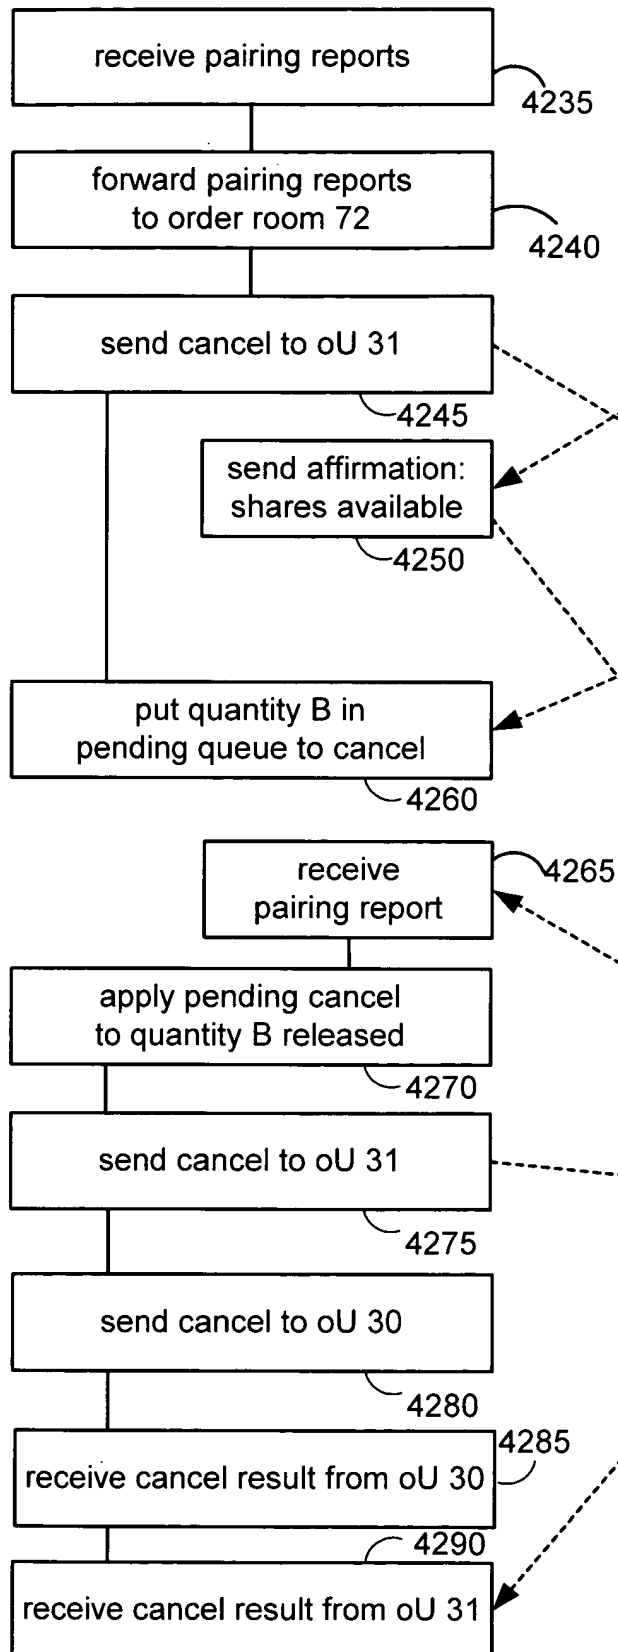 receive pairing reports
4235
forward pairing reports
to order room 72
4240
send cancel to oU 31
4245
send affirmation:
shares available
4250
put quantity B in
pending queue to cancel
4260
receive
pairing report
4265
apply pending cancel
to quantity B released
4270
send cancel to oU 31
4275
send cancel to oU 30
4280
4285
receive cancel result from oU 30
4290
receive cancel result from oU 31